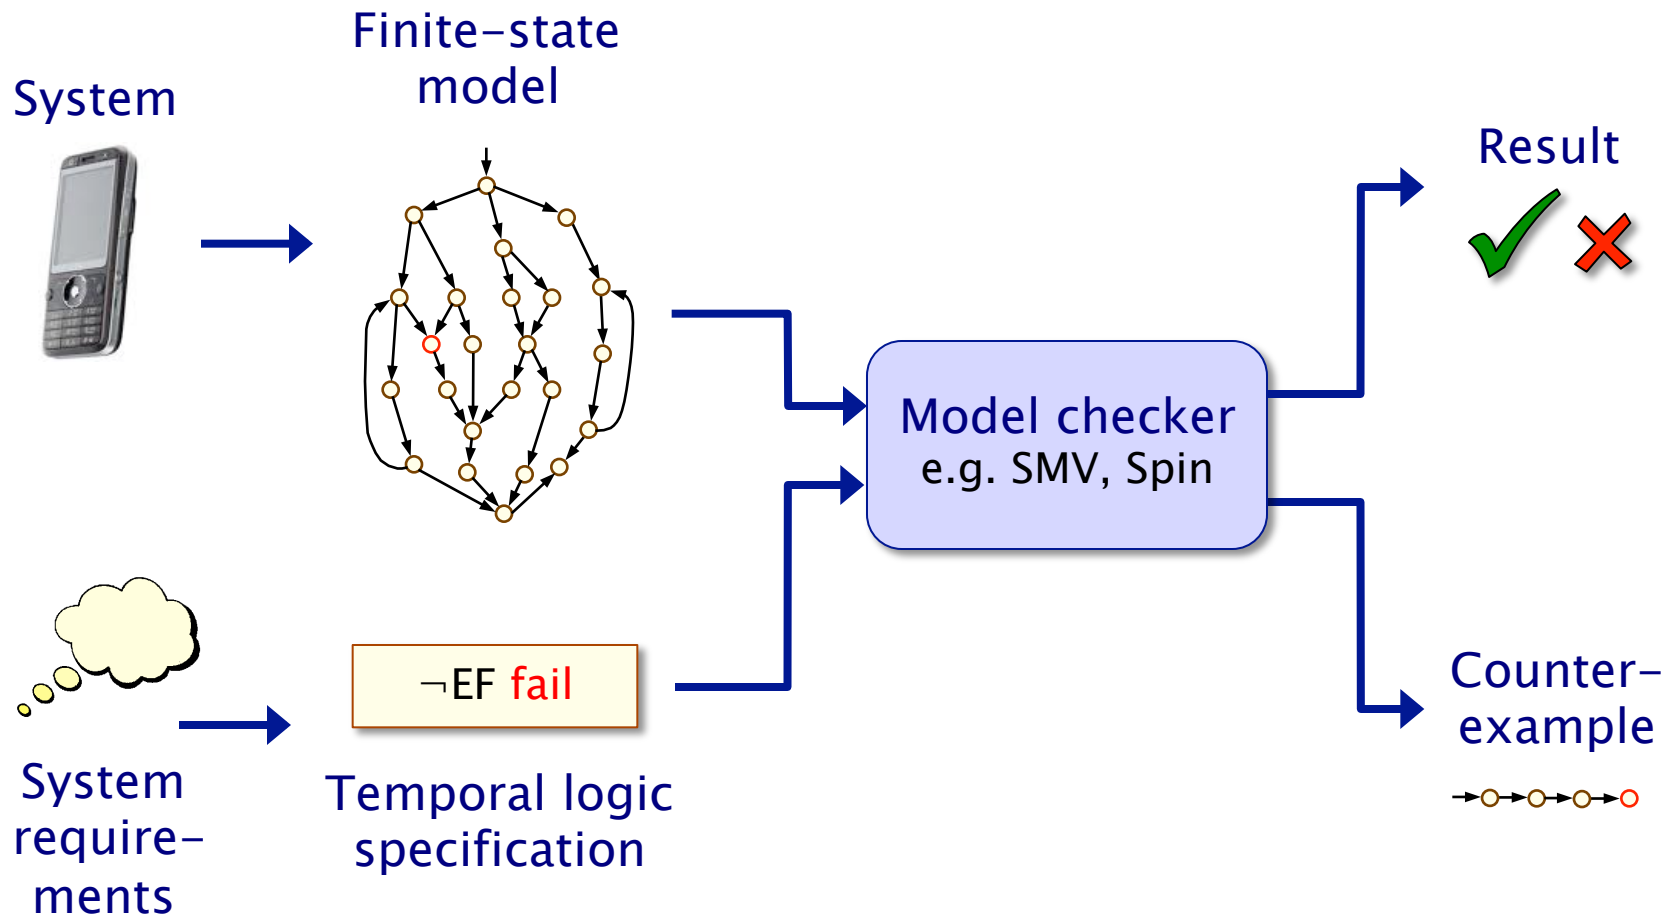 Finite-state
model
System
Result
Model checker
e.g. SMV, Spin
¬EF fail
Counter-
example
System
require-
ments
Temporal logic
specification